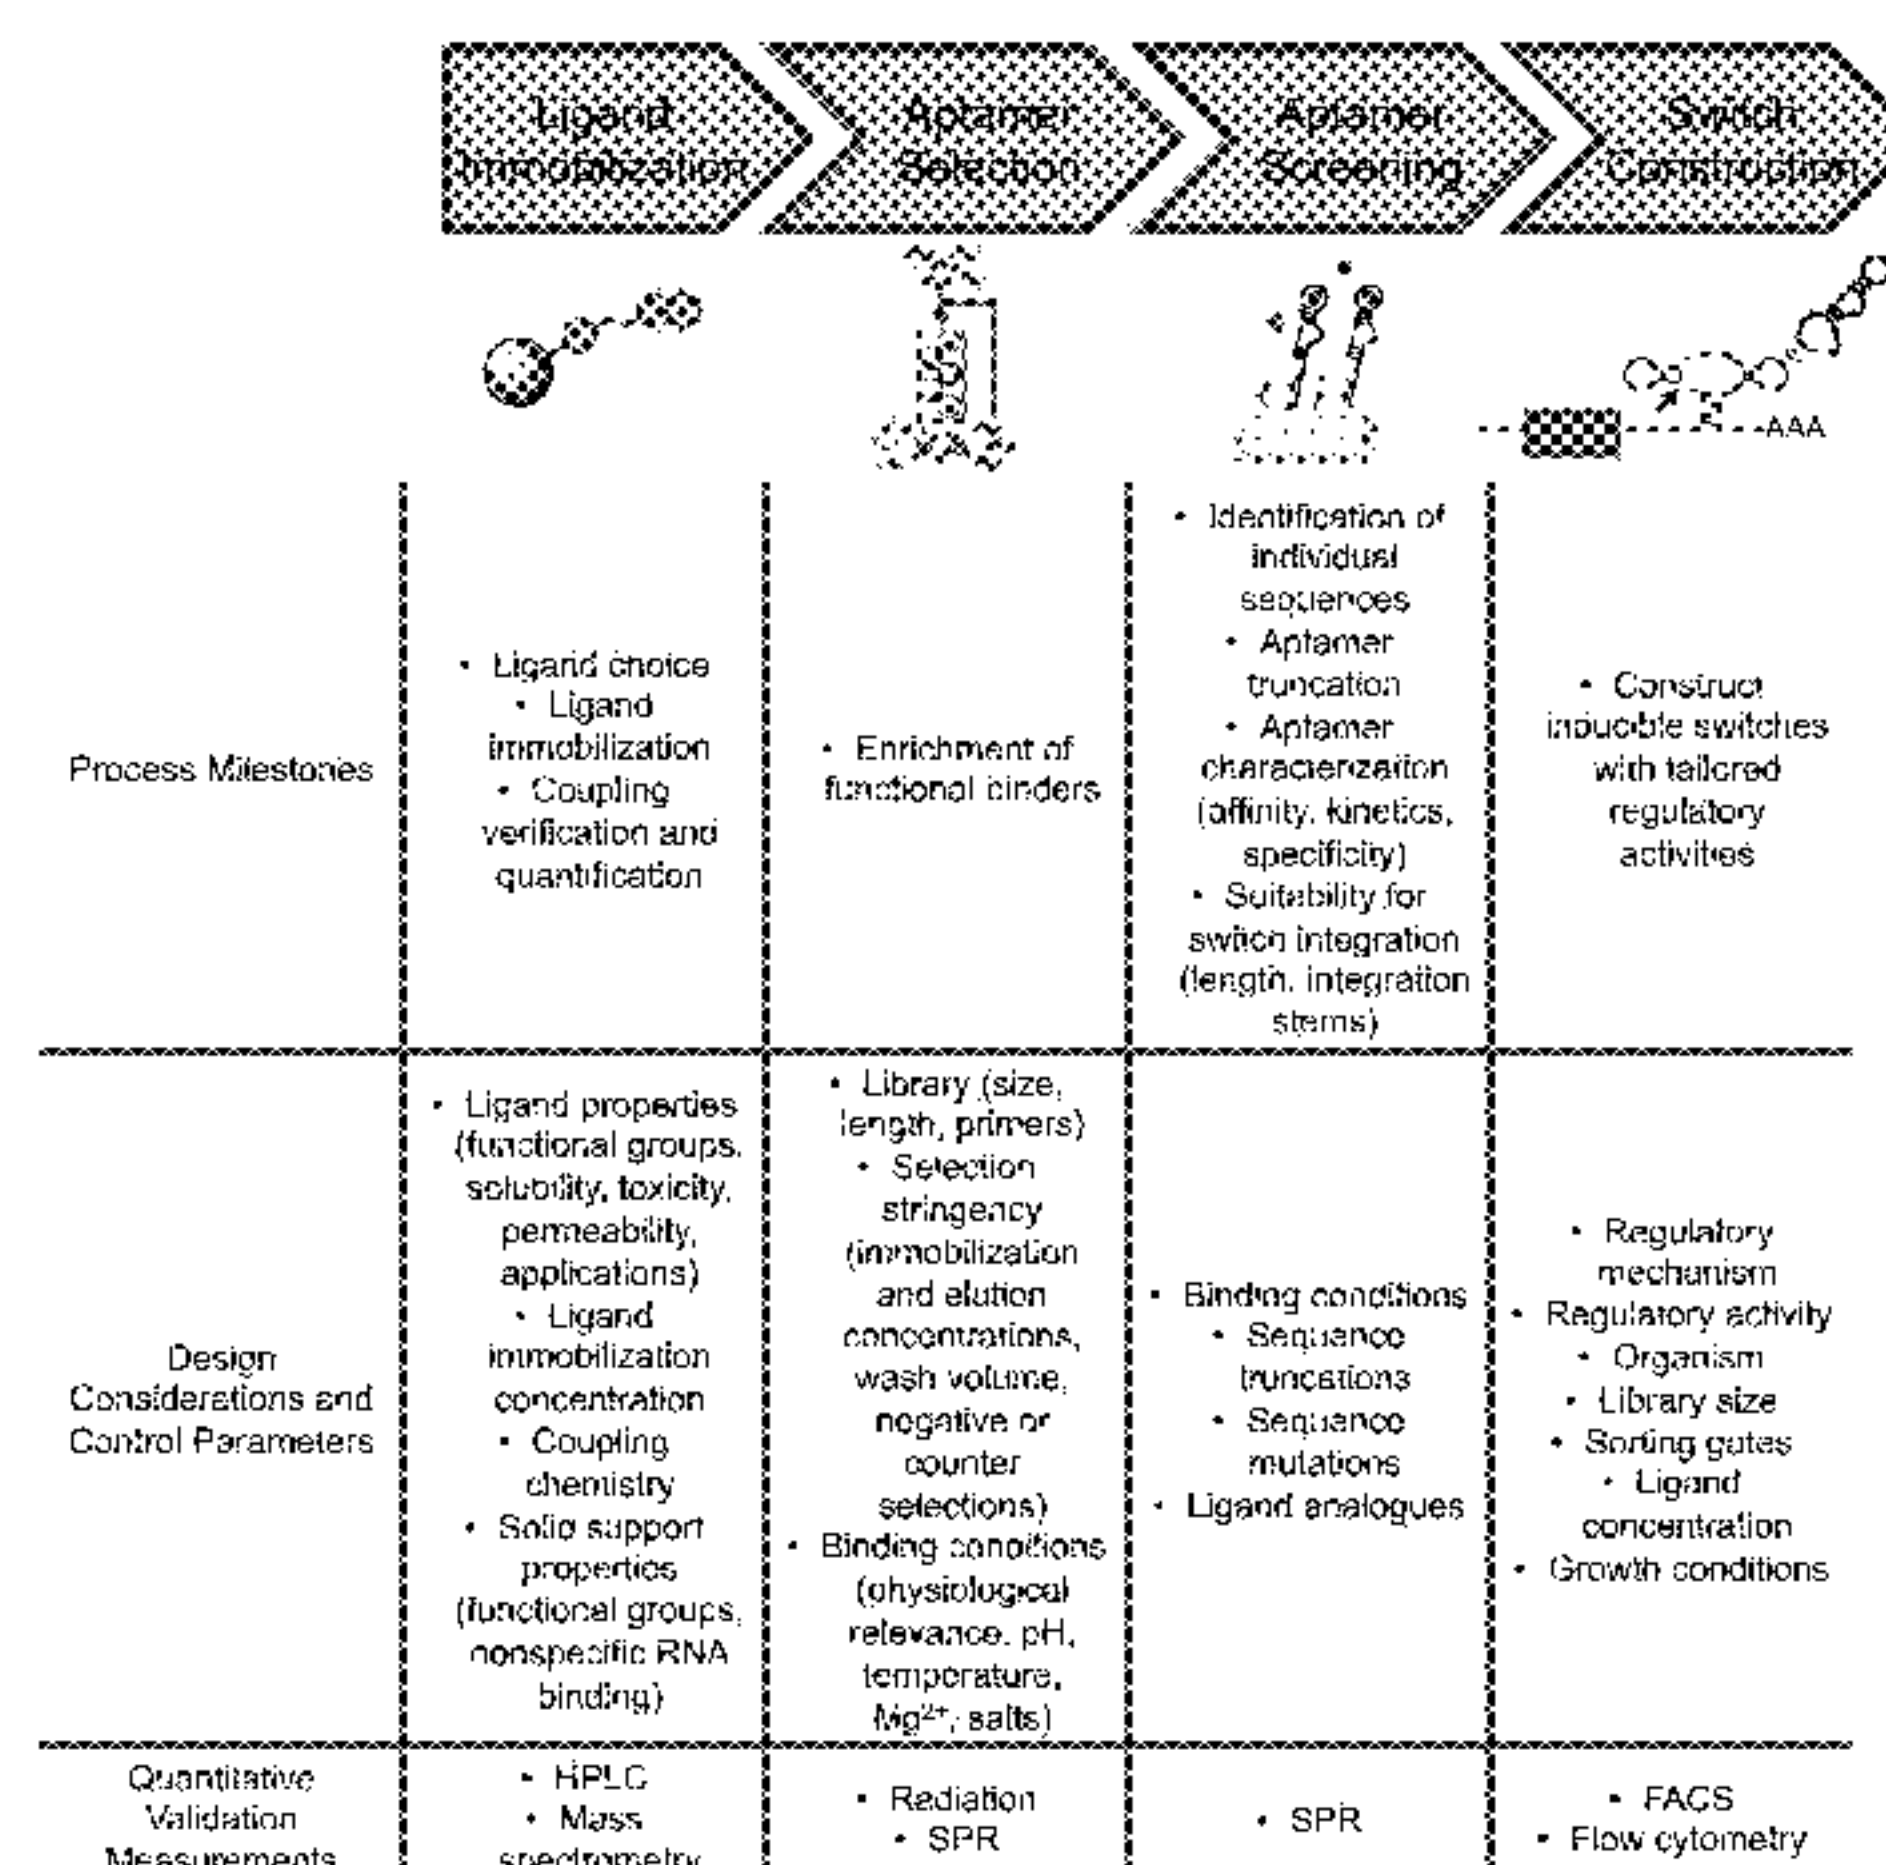 Ligand
Immobilization
Aptamer
Selection
Aptamer
Screening
Switch
Construction
AAA
Process Milestones
• Ligand choice
• Ligand
immobilization
• Coupling
verification and
quantification
• Enrichment of
functional binders
• Identification of
individual
sequences
• Aptamer
truncation
• Aptamer
characterization
(affinity, kinetics,
specificity)
• Suitability for
switch integration
(length, integration
stems)
• Construct
inducible switches
with tailored
regulatory
activities
Design
Considerations and
Control Parameters
• Ligand properties
(functional groups,
solubility, toxicity,
permeability,
applications)
• Ligand
immobilization
concentration
• Coupling
chemistry
• Solid support
properties
(functional groups,
nonspecific RNA
binding)
• Library (size,
length, primers)
• Selection
stringency
(immobilization
and elution
concentrations,
wash volume,
negative or
counter
selections)
• Binding conditions
(physiological
relevance, pH,
temperature,
Mg²⁺, salts)
• Binding conditions
• Sequence
truncations
• Sequence
mutations
• Ligand analogues
• Regulatory
mechanism
• Regulatory activity
• Organism
• Library size
• Sorting gates
• Ligand
concentration
• Growth conditions
Quantitative
Validation
Measurements
• HPLC
• Mass
spectrometry
• Radiation
• SPR
• SPR
• FACS
• Flow cytometry